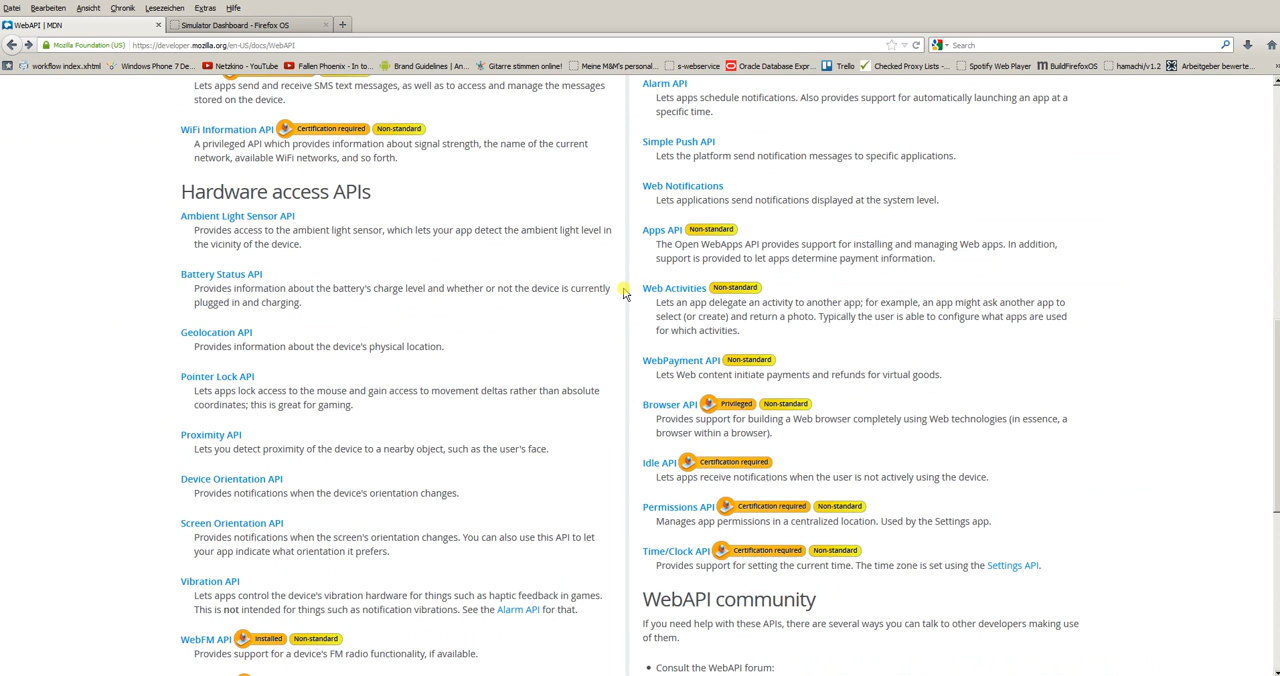 Datei Bearbeiten Ansicht Chronik Lesezeichen Extras Hilfe
WebAPI | MDN × Simulator Dashboard - Firefox OS × +
Mozilla Foundation (US) https://developer.mozilla.org/en-US/docs/WebAPI Search
workflow index.xhtml Windows Phone 7 De... Netzkino - YouTube Fallen Phoenix - In to... Brand Guidelines | An... Gitarre stimmen online! Meine M&M's personal... s-webservice Oracle Database Expr... Trello Checked Proxy Lists -... Spotify Web Player BuildFirefoxOS hamachi/v1.2 Arbeitgeber bewerte...
Lets apps send and receive SMS text messages, as well as to access and manage the messages
stored on the device.
WiFi Information API Certification required Non-standard
A privileged API which provides information about signal strength, the name of the current
network, available WiFi networks, and so forth.
Hardware access APIs
Ambient Light Sensor API
Provides access to the ambient light sensor, which lets your app detect the ambient light level in
the vicinity of the device.
Battery Status API
Provides information about the battery's charge level and whether or not the device is currently
plugged in and charging.
Geolocation API
Provides information about the device's physical location.
Pointer Lock API
Lets apps lock access to the mouse and gain access to movement deltas rather than absolute
coordinates; this is great for gaming.
Proximity API
Lets you detect proximity of the device to a nearby object, such as the user's face.
Device Orientation API
Provides notifications when the device's orientation changes.
Screen Orientation API
Provides notifications when the screen's orientation changes. You can also use this API to let
your app indicate what orientation it prefers.
Vibration API
Lets apps control the device's vibration hardware for things such as haptic feedback in games.
This is not intended for things such as notification vibrations. See the Alarm API for that.
WebFM API Installed Non-standard
Provides support for a device's FM radio functionality, if available.
Alarm API
Lets apps schedule notifications. Also provides support for automatically launching an app at a
specific time.
Simple Push API
Lets the platform send notification messages to specific applications.
Web Notifications
Lets applications send notifications displayed at the system level.
Apps API Non-standard
The Open WebApps API provides support for installing and managing Web apps. In addition,
support is provided to let apps determine payment information.
Web Activities Non-standard
Lets an app delegate an activity to another app; for example, an app might ask another app to
select (or create) and return a photo. Typically the user is able to configure what apps are used
for which activities.
WebPayment API Non-standard
Lets Web content initiate payments and refunds for virtual goods.
Browser API Privileged Non-standard
Provides support for building a Web browser completely using Web technologies (in essence, a
browser within a browser).
Idle API Certification required
Lets apps receive notifications when the user is not actively using the device.
Permissions API Certification required Non-standard
Manages app permissions in a centralized location. Used by the Settings app.
Time/Clock API Certification required Non-standard
Provides support for setting the current time. The time zone is set using the Settings API.
WebAPI community
If you need help with these APIs, there are several ways you can talk to other developers making use
of them.
• Consult the WebAPI forum: